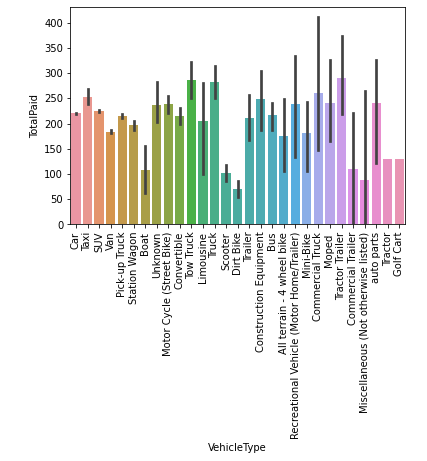 400
350
300
250
200
150
100
50
0
TotalPaid
Car
Taxi
SUV
Van
Pick-up Truck
Station Wagon
Boat
Unknown
Motor Cycle (Street Bike)
Convertible
Tow Truck
Limousine
Truck
Scooter
Dirt Bike
Trailer
Construction Equipment
Bus
All terrain - 4 wheel bike
Recreational Vehicle (Motor Home/Trailer)
Mini-Bike
Commercial Truck
Moped
Tractor Trailer
Commercial Trailer
Miscellaneous (Not otherwise listed)
auto parts
Tractor
Golf Cart
VehicleType